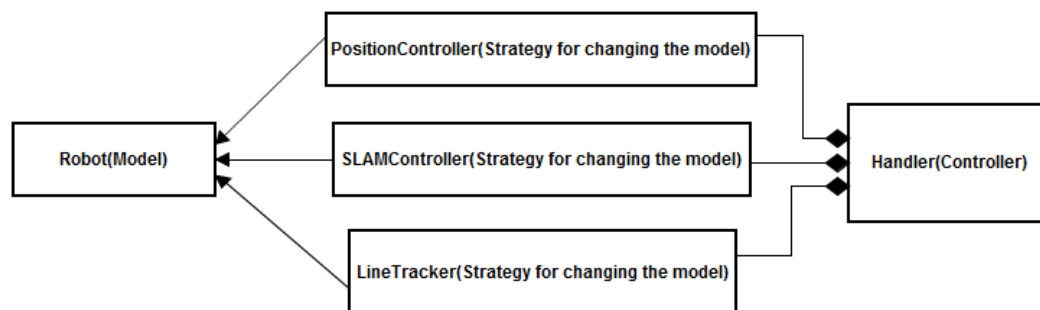 PositionController(Strategy for changing the model)
Robot(Model)
SLAMController(Strategy for changing the model)
Handler(Controller)
LineTracker(Strategy for changing the model)